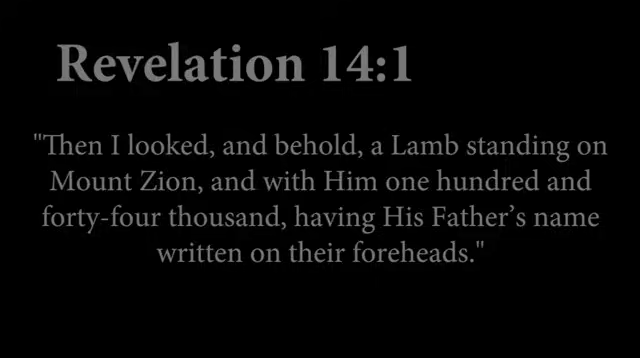 Revelation 14:1
"Then I looked, and behold, a Lamb standing on
Mount Zion, and with Him one hundred and
forty-four thousand, having His Father’s name
written on their foreheads."